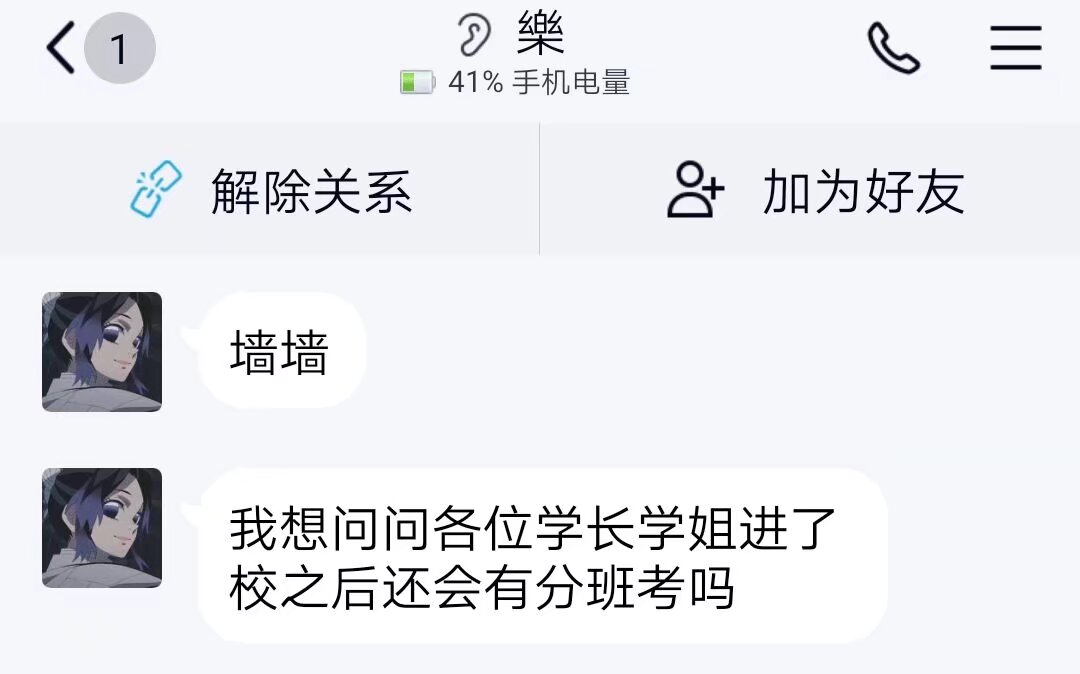 1
樂
41% 手机电量
解除关系
加为好友
墙墙
我想问问各位学长学姐进了
校之后还会有分班考吗